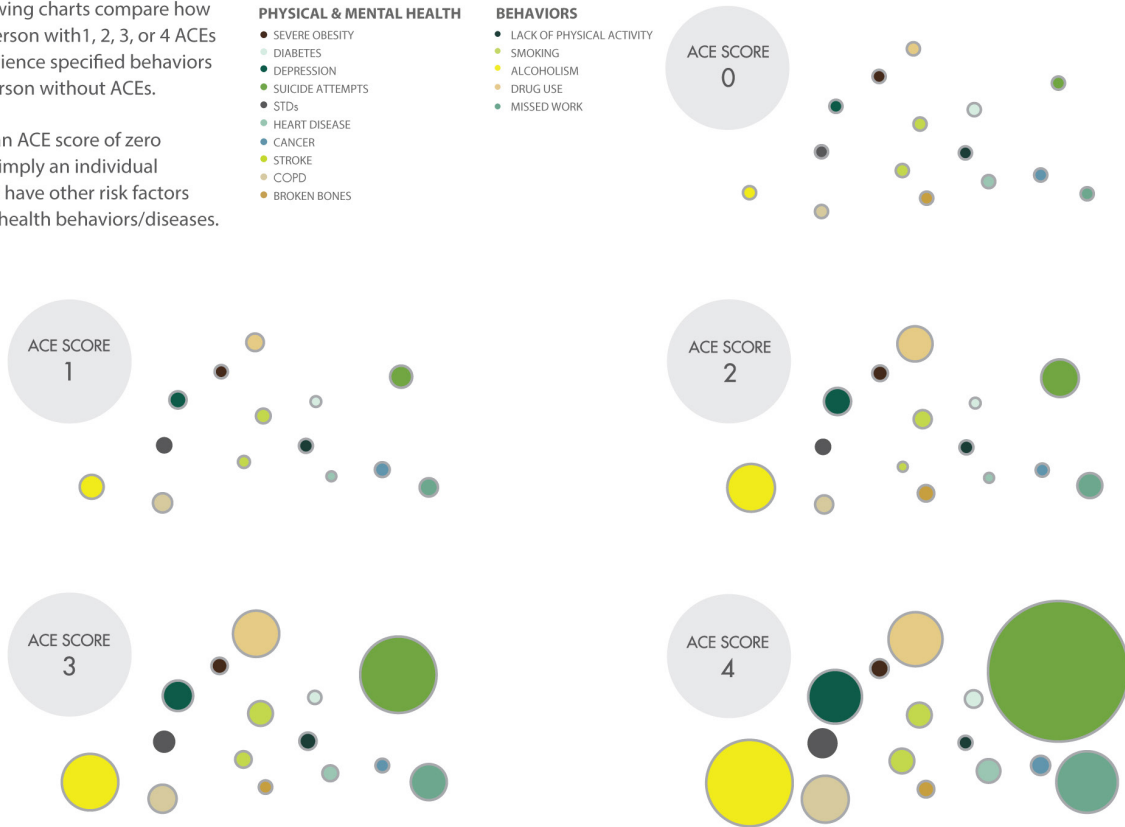 wing charts compare how
erson with1, 2, 3, or 4 ACEs
ience specified behaviors
erson without ACEs.
an ACE score of zero
imply an individual
have other risk factors
health behaviors/diseases.
PHYSICAL & MENTAL HEALTH
SEVERE OBESITY
DIABETES
DEPRESSION
SUICIDE ATTEMPTS
STDs
HEART DISEASE
CANCER
STROKE
COPD
BROKEN BONES
BEHAVIORS
LACK OF PHYSICAL ACTIVITY
SMOKING
ALCOHOLISM
DRUG USE
MISSED WORK
ACE SCORE
0
ACE SCORE
1
ACE SCORE
2
ACE SCORE
3
ACE SCORE
4